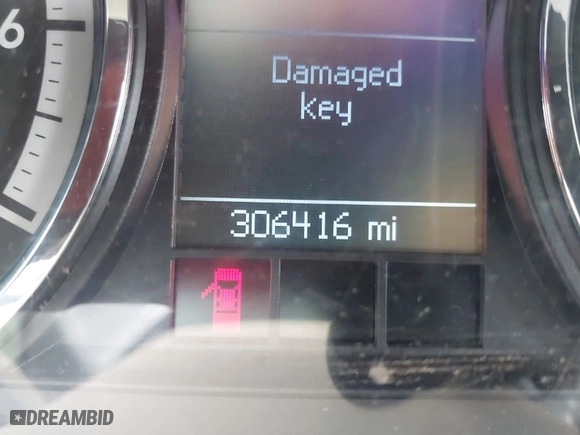 6
Damaged
key
306416 mi
DREAMBID